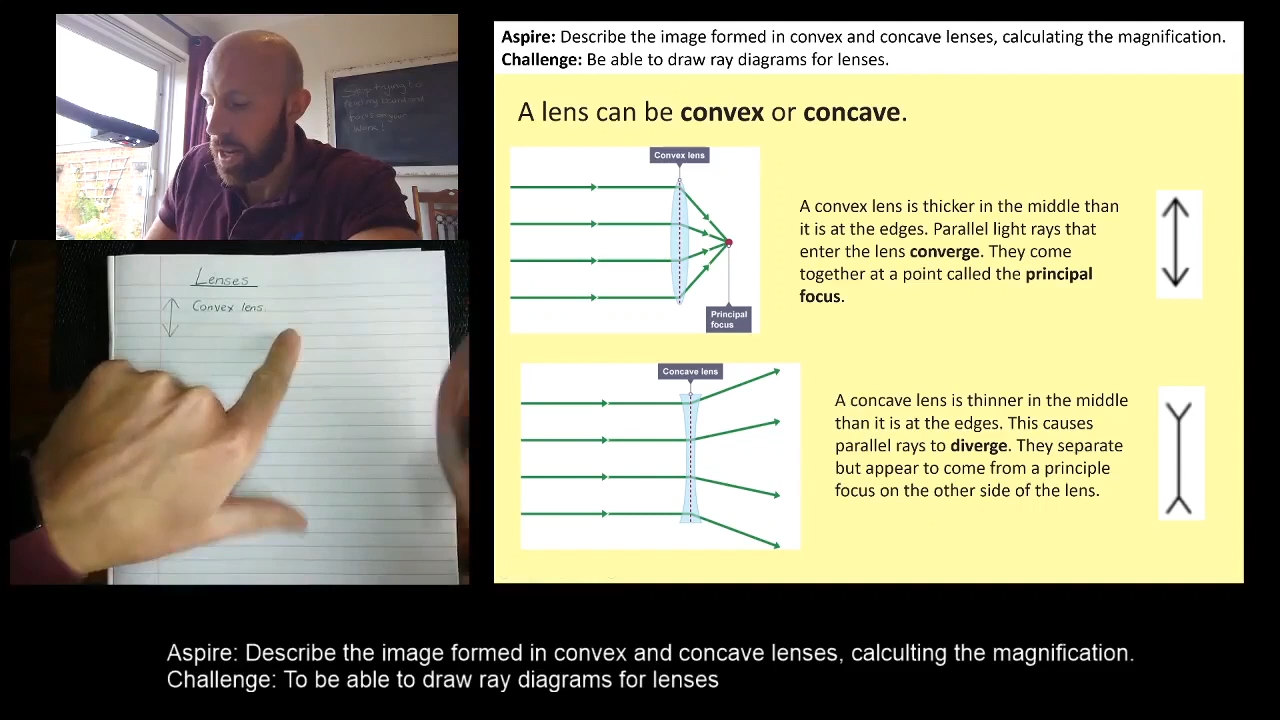 Stop trying to
work!
Lenses
Convex lens
Aspire: Describe the image formed in convex and concave lenses, calculating the magnification.
Challenge: Be able to draw ray diagrams for lenses.
A lens can be convex or concave.
Convex lens
Principal
focus
A convex lens is thicker in the middle than
it is at the edges. Parallel light rays that
enter the lens converge. They come
together at a point called the principal
focus.
Concave lens
A concave lens is thinner in the middle
than it is at the edges. This causes
parallel rays to diverge. They separate
but appear to come from a principle
focus on the other side of the lens.
Aspire: Describe the image formed in convex and concave lenses, calculting the magnification.
Challenge: To be able to draw ray diagrams for lenses